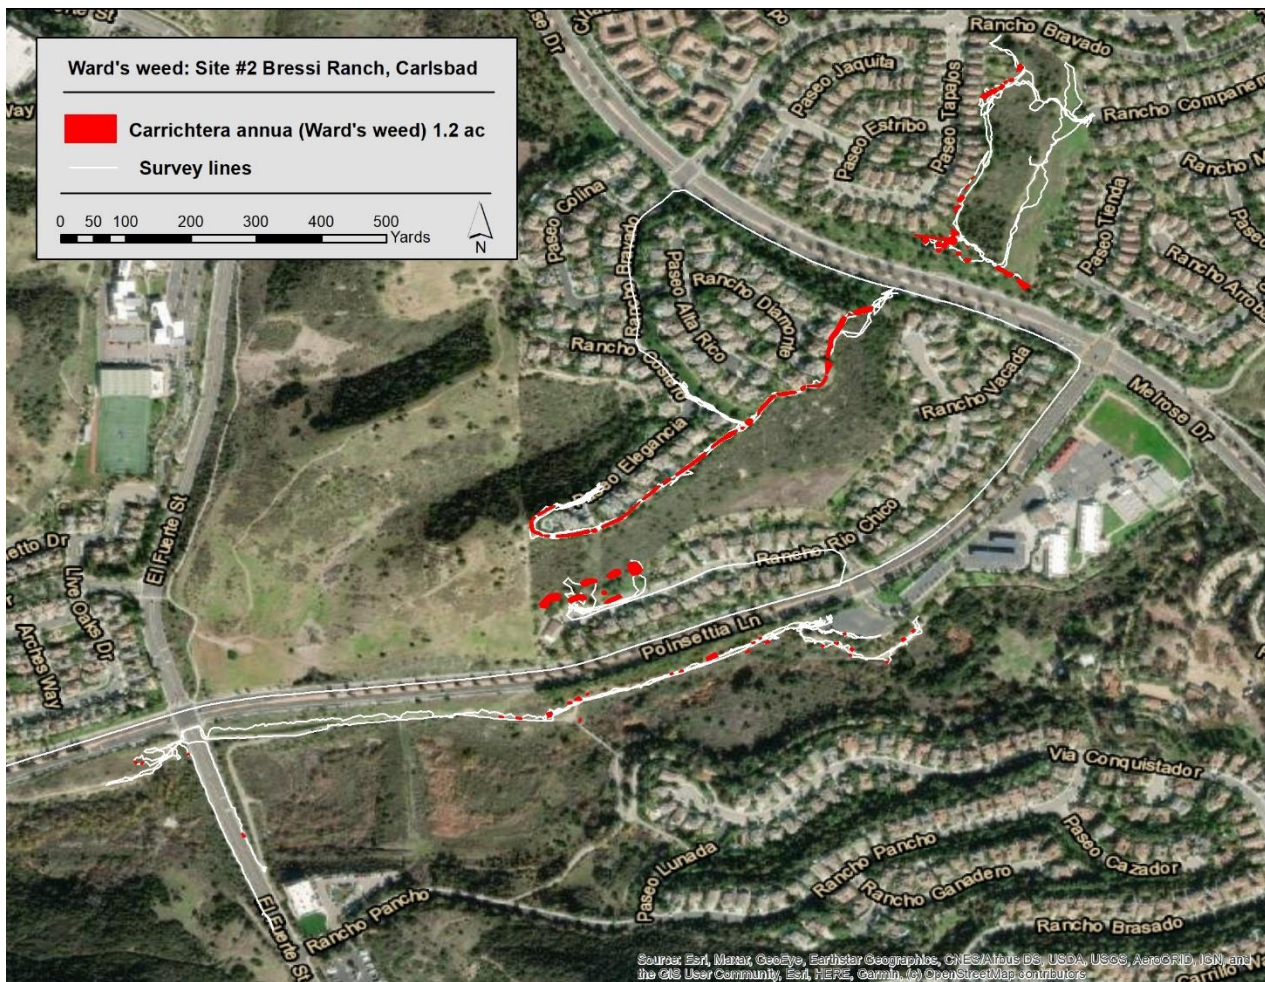 Ward's weed: Site #2 Bressi Ranch, Carlsbad
Carrichtera annua (Ward's weed) 1.2 ac
Survey lines
0 50 100 200 300 400 500
Yards
N
Rancho Bravado
Paseo Jaquita
Paseo Tapajos
Paseo Estribo
Paseo Tienda
Rancho Arroba
Paseo Colina
Rancho Bravado
Paseo Alta Rico
Rancho Diamonte
Rancho Costero
Rancho Vacada
Melrose Dr
Paseo Elegancia
El Fuerte St
Live Oaks Dr
Arches Way
Rancho Rio Chico
Poinsettia Ln
Via Conquistador
Paseo Cazador
Paseo Lunada
Rancho Pancho
Rancho Ganadero
Rancho Brasado
Rancho Pancho
El Fuerte St
Source: Esri, Maxar, GeoEye, Earthstar Geographics, CNES/Airbus DS, USDA, USGS, AeroGRID, IGN, and
the GIS User Community, Esri, HERE, Garmin, (c) OpenStreetMap contributors